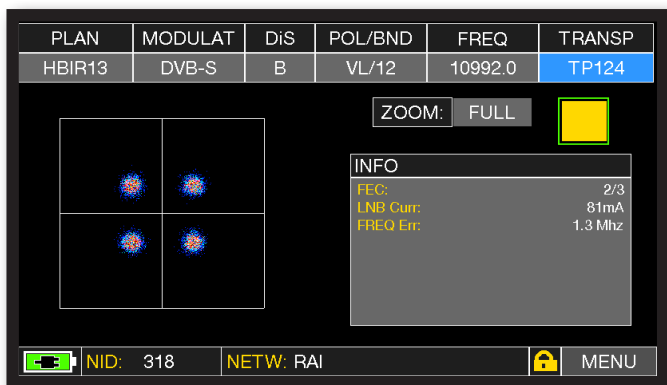 PLAN MODULAT DiS POL/BND FREQ TRANSP
HBIR13 DVB-S B VL/12 10992.0 TP124
ZOOM: FULL
INFO
FEC: 2/3
LNB Curr: 81mA
FREQ Err: 1.3 Mhz
NID: 318 NETW: RAI MENU